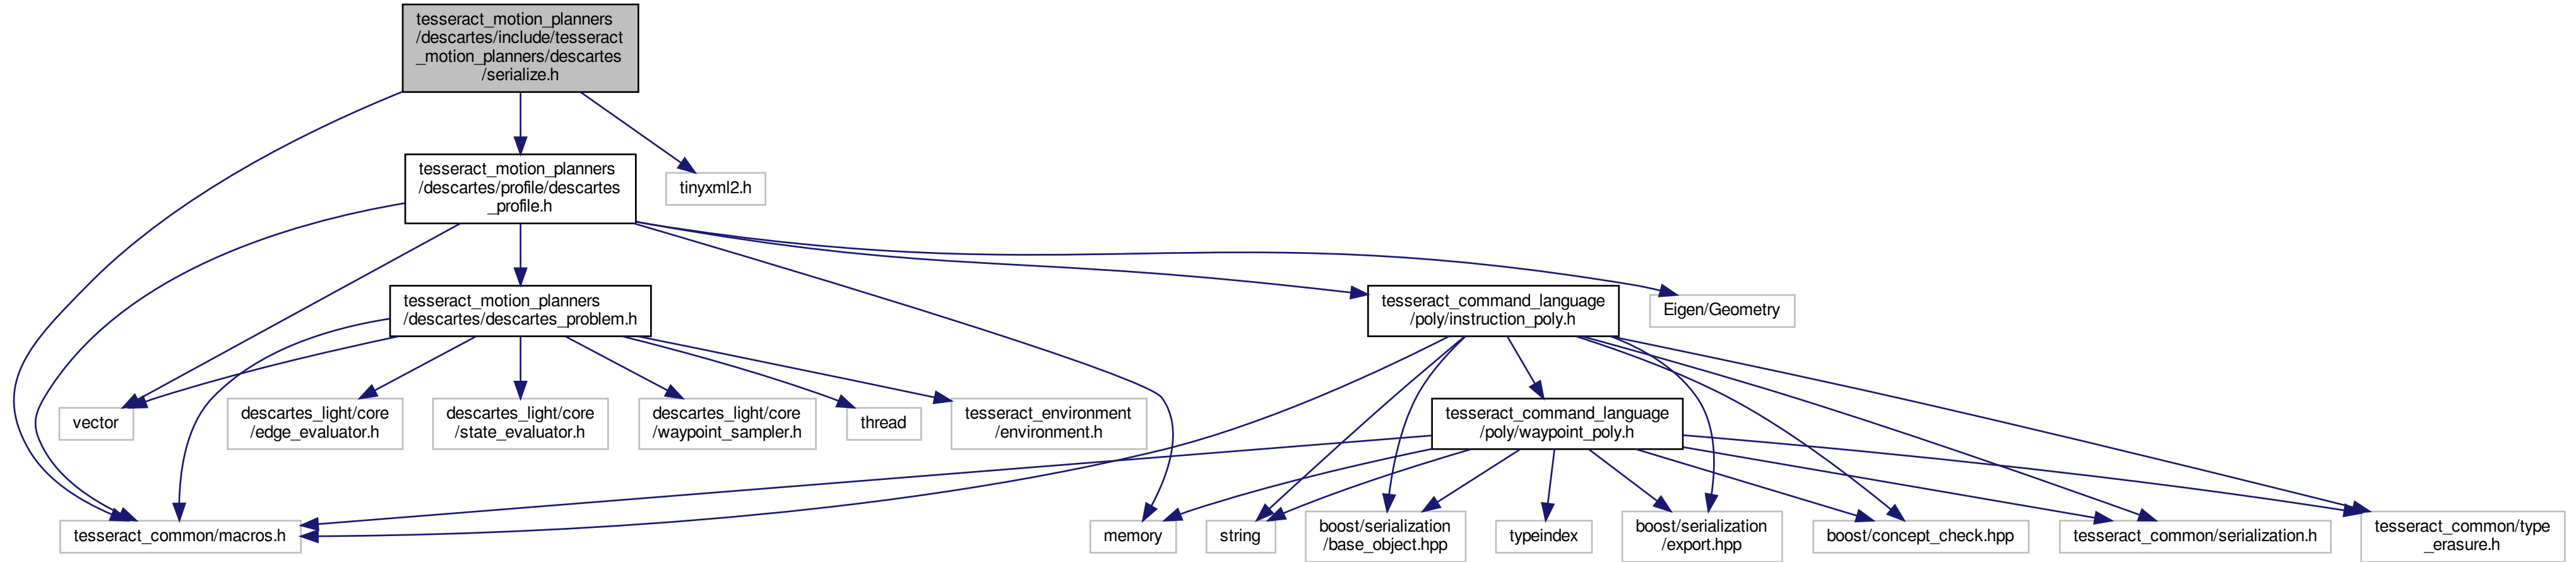 tesseract_motion_planners
/descartes/include/tesseract
_motion_planners/descartes
/serialize.h
tesseract_motion_planners
/descartes/profile/descartes
_profile.h
tinyxml2.h
tesseract_motion_planners
/descartes/descartes_problem.h
tesseract_command_language
/poly/instruction_poly.h
Eigen/Geometry
vector
descartes_light/core
/edge_evaluator.h
descartes_light/core
/state_evaluator.h
descartes_light/core
/waypoint_sampler.h
thread
tesseract_environment
/environment.h
tesseract_command_language
/poly/waypoint_poly.h
tesseract_common/macros.h
memory
string
boost/serialization
/base_object.hpp
typeindex
boost/serialization
/export.hpp
boost/concept_check.hpp
tesseract_common/serialization.h
tesseract_common/type
_erasure.h